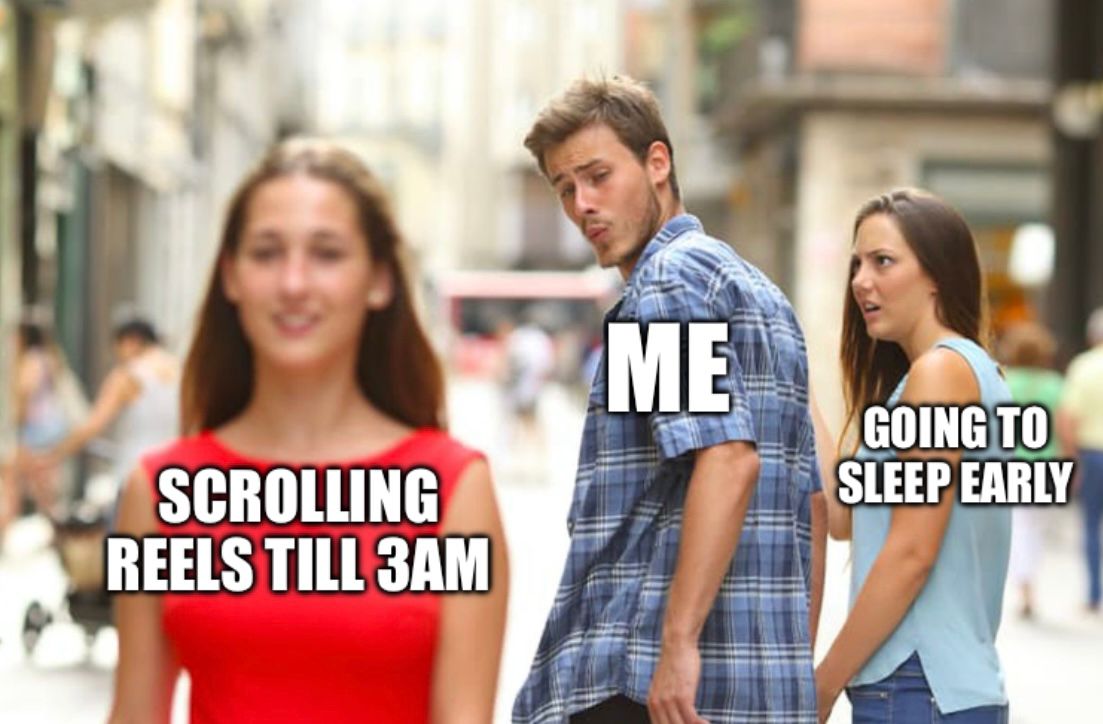 SCROLLING
REELS TILL 3AM
ME
GOING TO
SLEEP EARLY